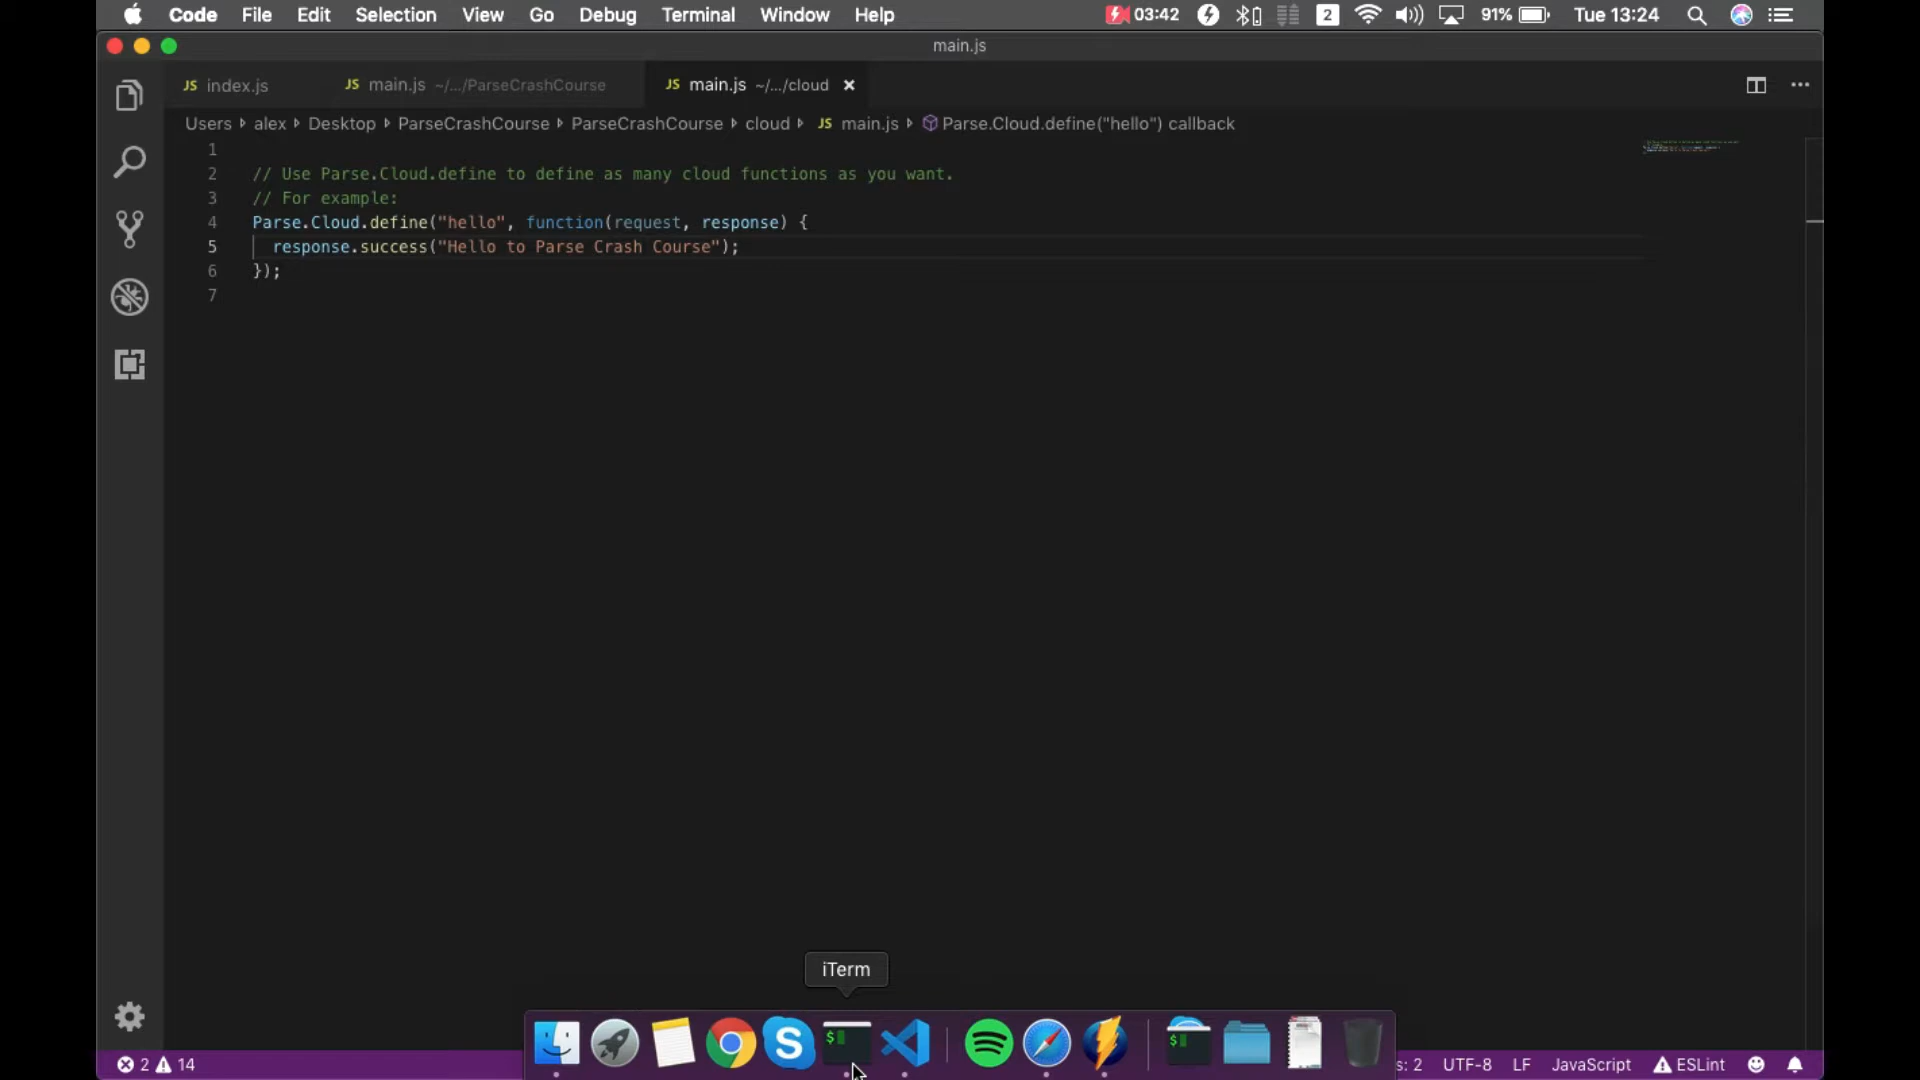 Code File Edit Selection View Go Debug Terminal Window Help 03:42 2 91% Tue 13:24
main.js
JS index.js JS main.js ~/.../ParseCrashCourse JS main.js ~/.../cloud
Users Alex Desktop ParseCrashCourse ParseCrashCourse cloud JS main.js Parse.Cloud.define("hello") callback
1
2 // Use Parse.Cloud.define to define as many cloud functions as you want.
3 // For example:
4 Parse.Cloud.define("hello", function(request, response) {
5 response.success("Hello to Parse Crash Course");
6 });
7
iTerm
2 14 s: 2 UTF-8 LF JavaScript ESLint